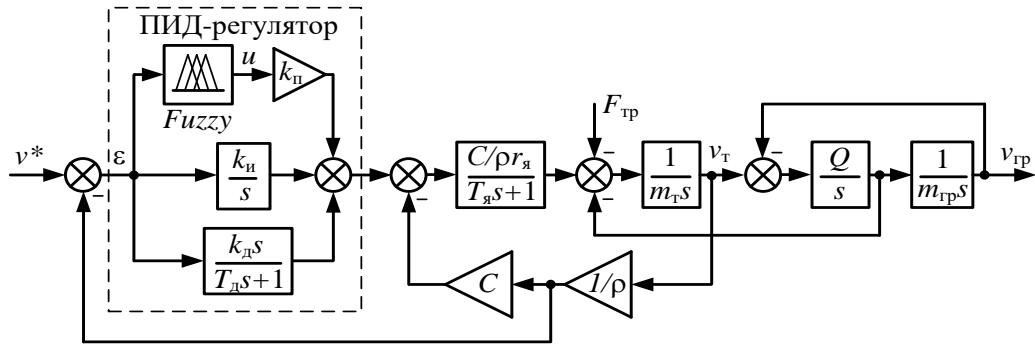 ПИД-регулятор
u
kп
Fuzzy
v*
ε
−
kи
s
kдs
Tдs+1
−
C/ρrя
Tяs+1
Fтр
−
−
1
mтs
vт
−
Q
s
1
mгрs
vгр
C
1/ρ